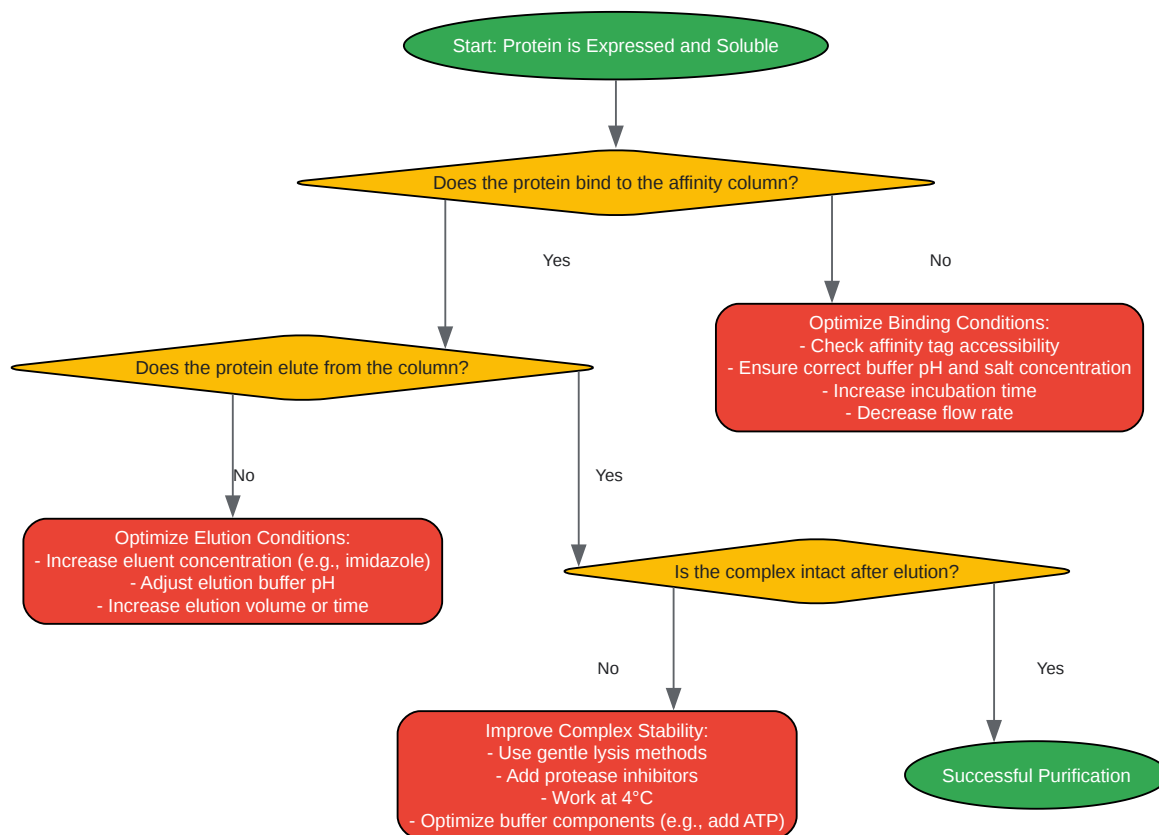 Start: Protein is Expressed and Soluble
Does the protein bind to the affinity column?
Yes
No
Optimize Binding Conditions:
- Check affinity tag accessibility
- Ensure correct buffer pH and salt concentration
- Increase incubation time
- Decrease flow rate
Does the protein elute from the column?
No
Yes
Optimize Elution Conditions:
- Increase eluent concentration (e.g., imidazole)
- Adjust elution buffer pH
- Increase elution volume or time
Is the complex intact after elution?
No
Yes
Improve Complex Stability:
- Use gentle lysis methods
- Add protease inhibitors
- Work at 4°C
- Optimize buffer components (e.g., add ATP)
Successful Purification